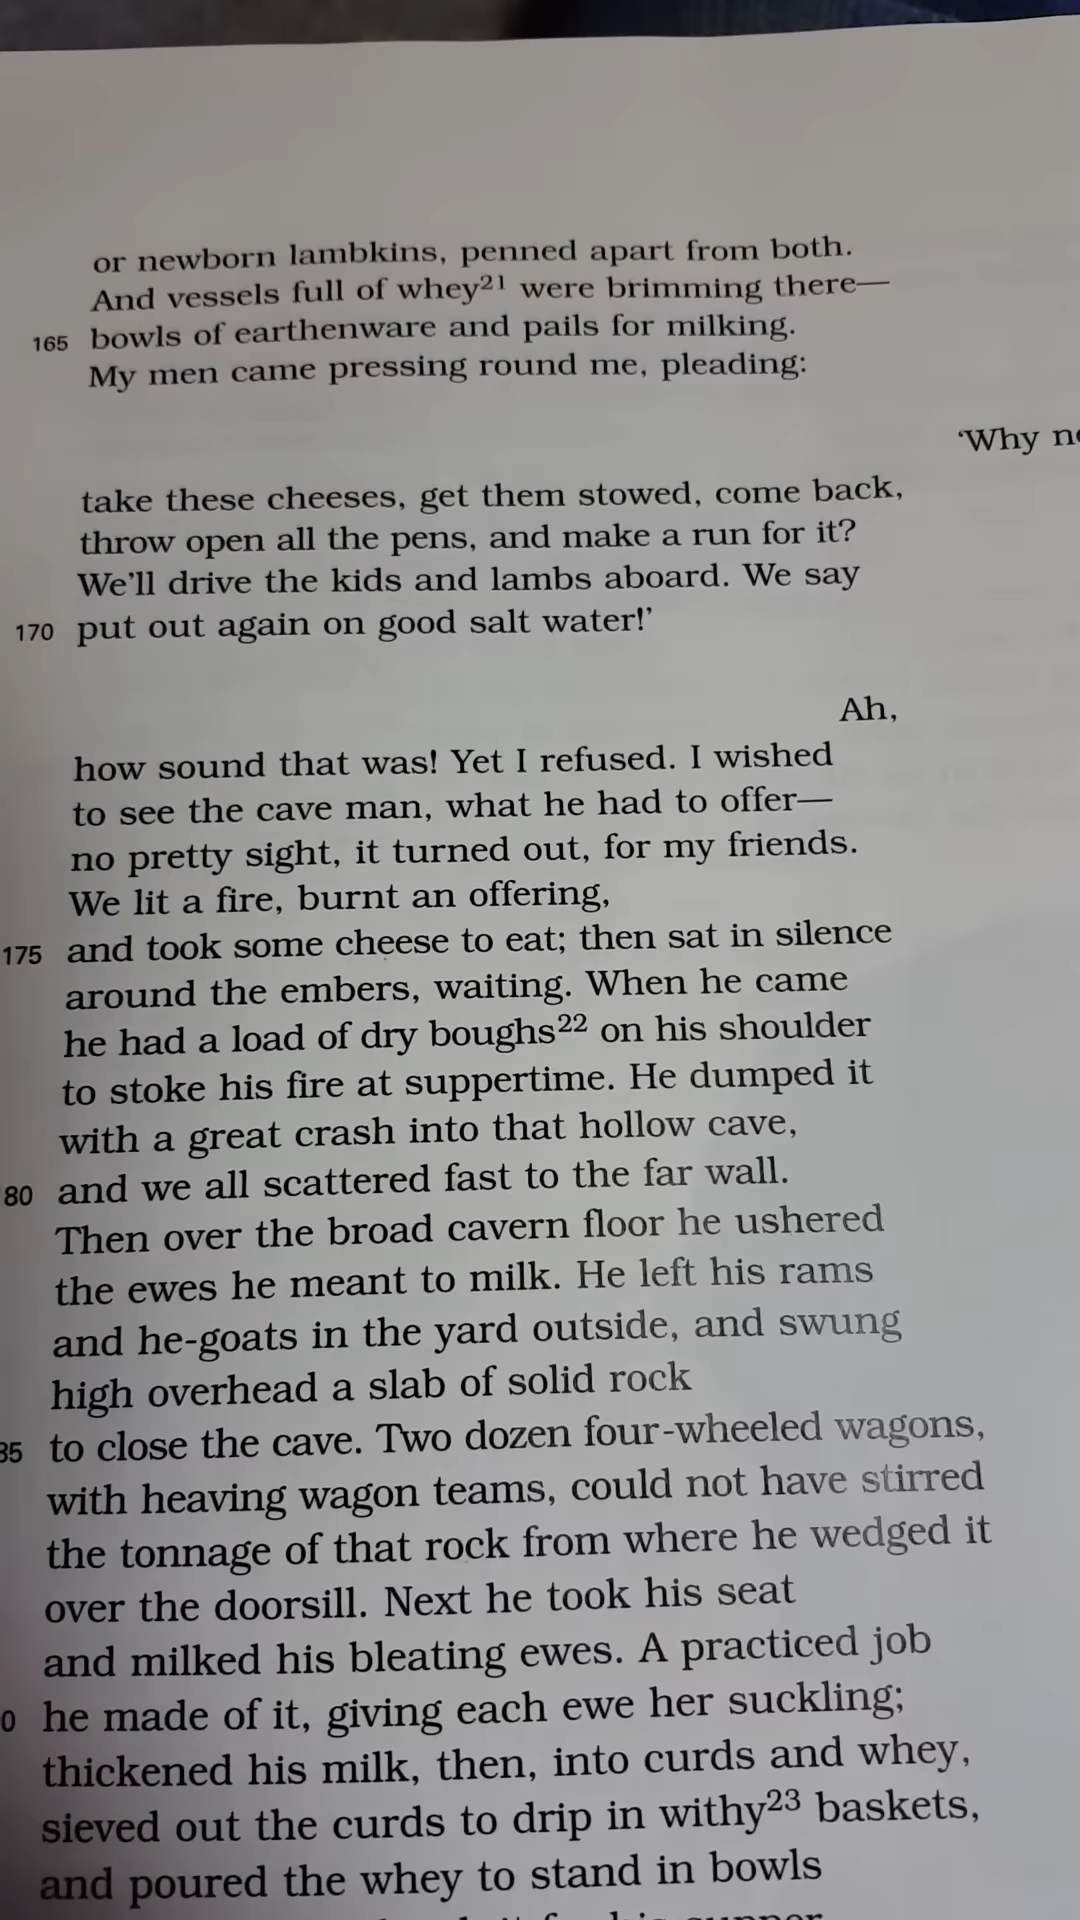 or newborn lambkins, penned apart from both.
And vessels full of whey21 were brimming there—
165 bowls of earthenware and pails for milking.
My men came pressing round me, pleading:
‘Why
take these cheeses, get them stowed, come back,
throw open all the pens, and make a run for it?
We’ll drive the kids and lambs aboard. We say
170 put out again on good salt water!’
Ah,
how sound that was! Yet I refused. I wished
to see the cave man, what he had to offer—
no pretty sight, it turned out, for my friends.
We lit a fire, burnt an offering,
175 and took some cheese to eat; then sat in silence
around the embers, waiting. When he came
he had a load of dry boughs22 on his shoulder
to stoke his fire at suppertime. He dumped it
with a great crash into that hollow cave,
80 and we all scattered fast to the far wall.
Then over the broad cavern floor he ushered
the ewes he meant to milk. He left his rams
and he-goats in the yard outside, and swung
high overhead a slab of solid rock
85 to close the cave. Two dozen four-wheeled wagons,
with heaving wagon teams, could not have stirred
the tonnage of that rock from where he wedged it
over the doorsill. Next he took his seat
and milked his bleating ewes. A practiced job
0 he made of it, giving each ewe her suckling;
thickened his milk, then, into curds and whey,
sieved out the curds to drip in withy23 baskets,
and poured the whey to stand in bowls